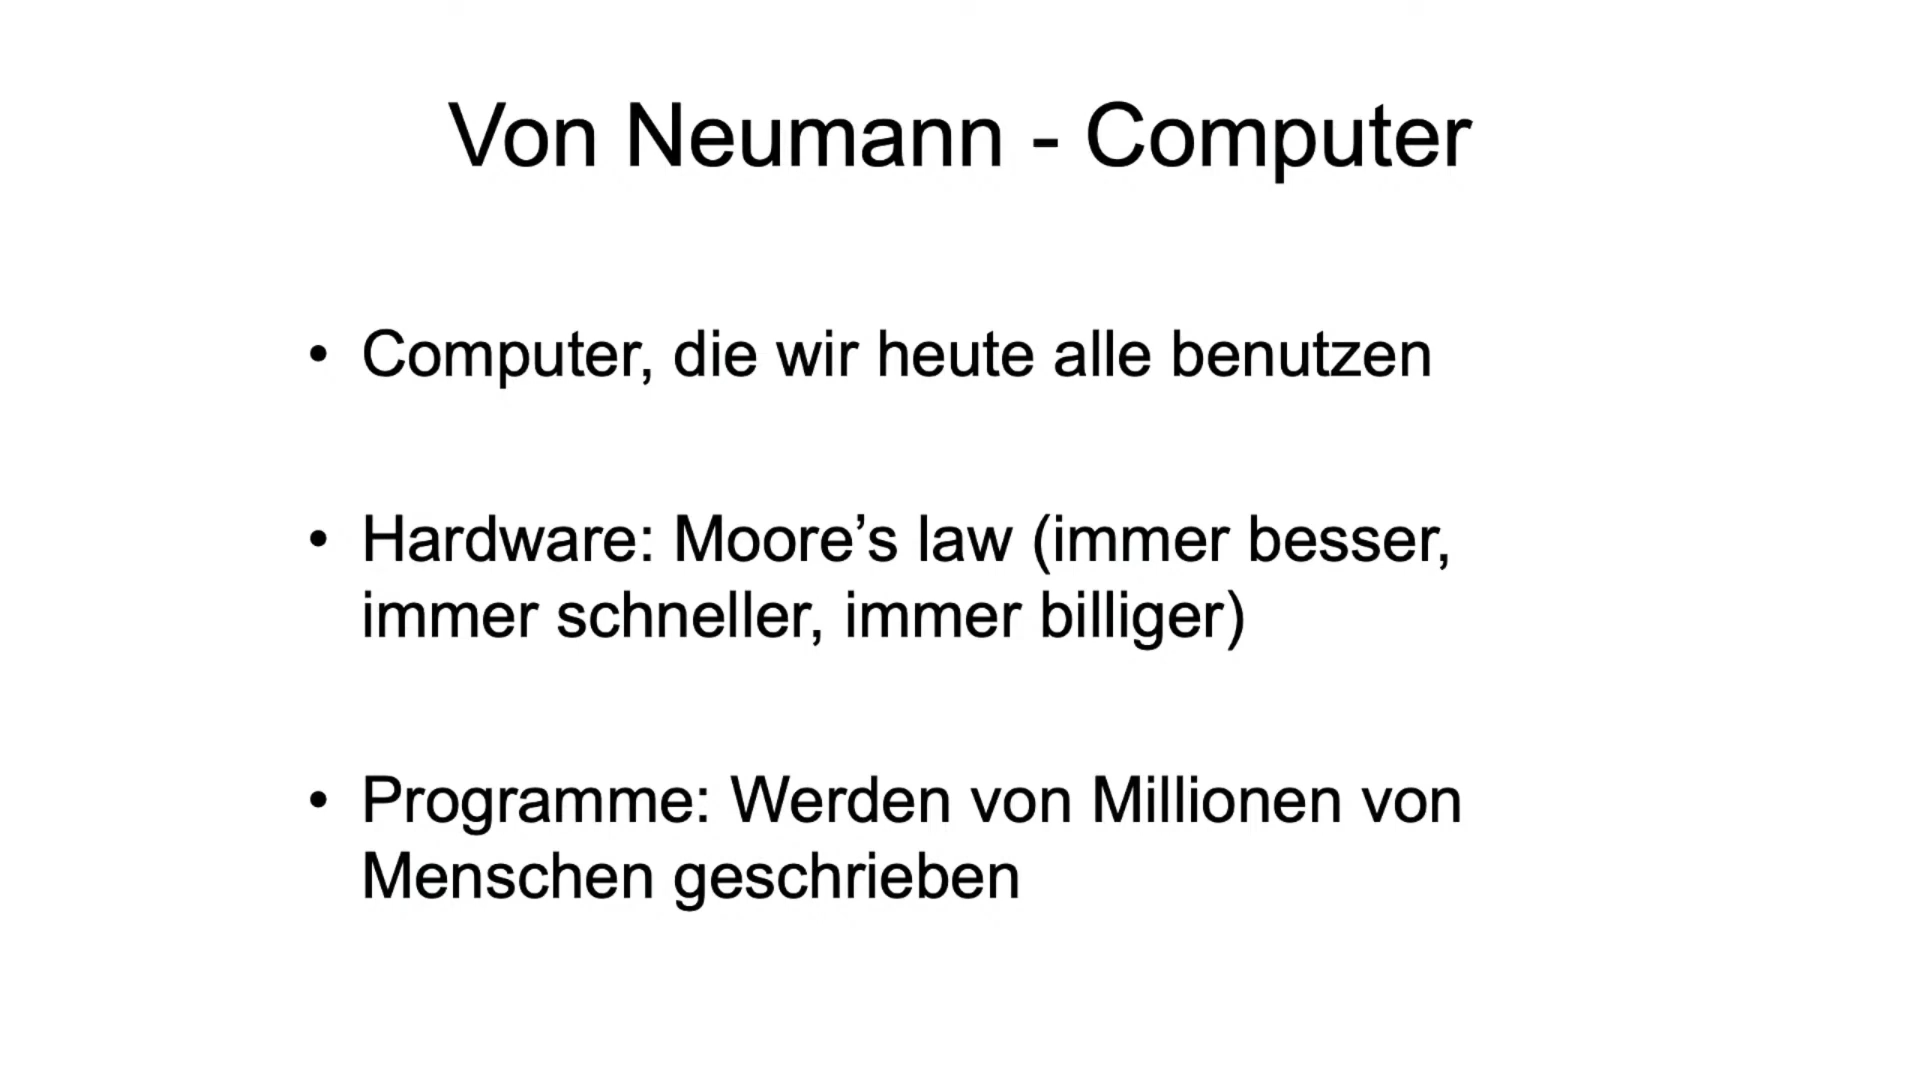 Von Neumann - Computer
• Computer, die wir heute alle benutzen
• Hardware: Moore’s law (immer besser,
immer schneller, immer billiger)
• Programme: Werden von Millionen von
Menschen geschrieben